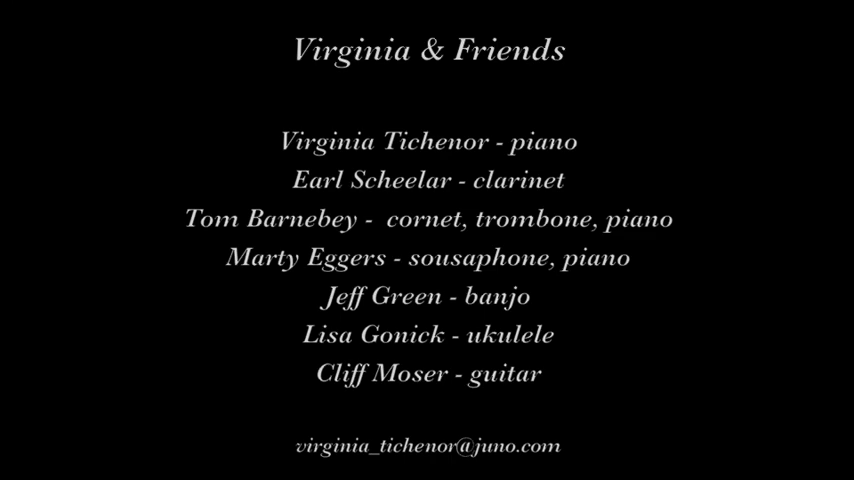 Virginia & Friends
Virginia Tichenor - piano
Earl Scheelar - clarinet
Tom Barnebey -  cornet, trombone, piano
Marty Eggers - sousaphone, piano
Jeff Green - banjo
Lisa Gonick - ukulele
Cliff Moser - guitar
virginia_tichenor@juno.com